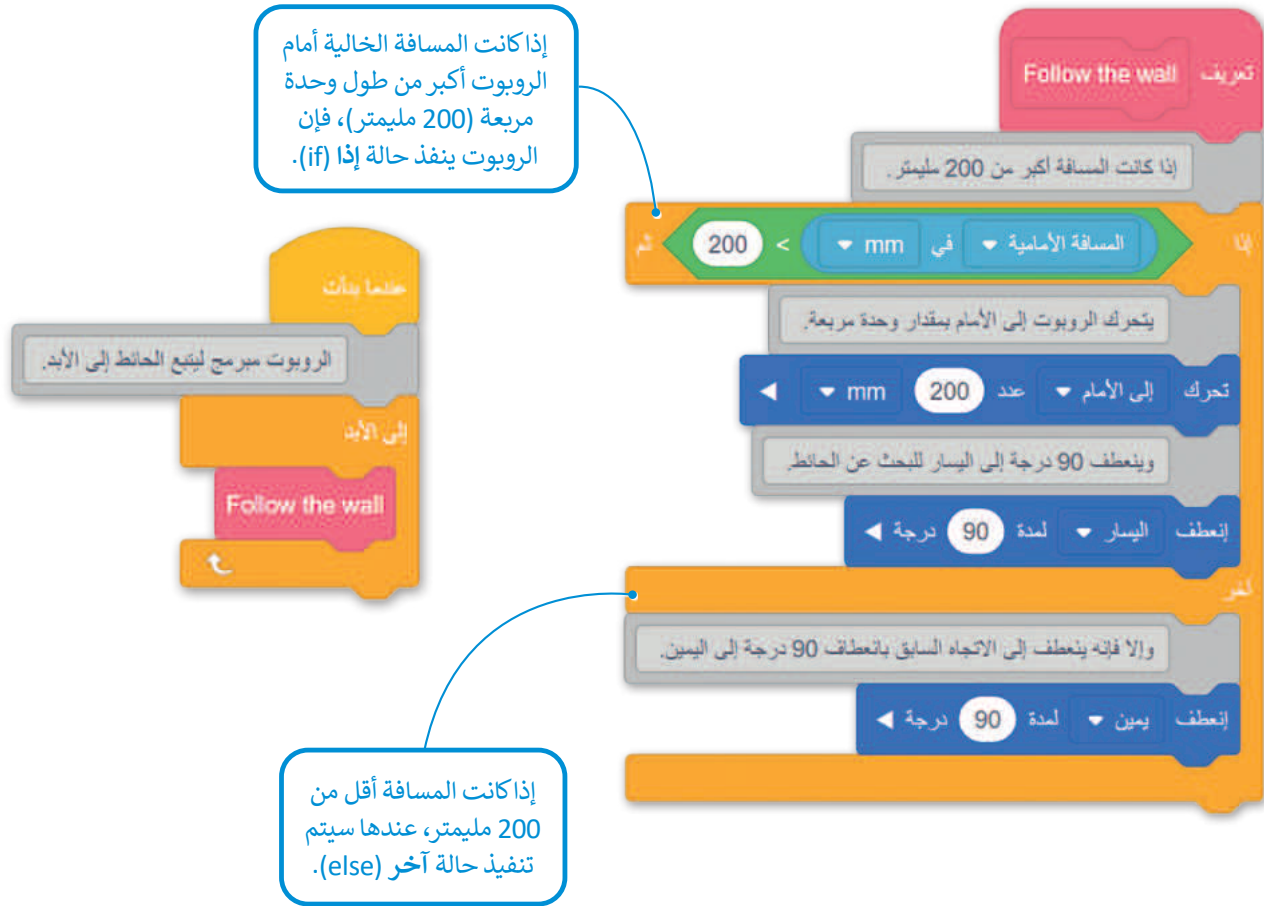 إذا كانت المسافة الخالية أمام
الروبوت أكبر من طول وحدة
مربعة (200 مليمتر)، فإن
الروبوت ينفذ حالة إذا (if).
تعريف Follow the wall
إذا كانت المسافة أكبر من 200 مليمتر.
إذا المسافة الأمامية في mm > 200 ثم
يتحرك الروبوت إلى الأمام بمقدار وحدة مربعة.
تحرك إلى الأمام عدد 200 mm
وينعطف 90 درجة إلى اليسار للبحث عن الحائط.
إنعطف اليسار لمدة 90 درجة
آخر
وإلا فإنه ينعطف إلى الاتجاه السابق بانعطاف 90 درجة إلى اليمين.
إنعطف يمين لمدة 90 درجة
عندما بدأت
الروبوت مبرمج ليتبع الحائط إلى الأبد.
إلى الأبد
Follow the wall
إذا كانت المسافة أقل من
200 مليمتر، عندها سيتم
تنفيذ حالة آخر (else).